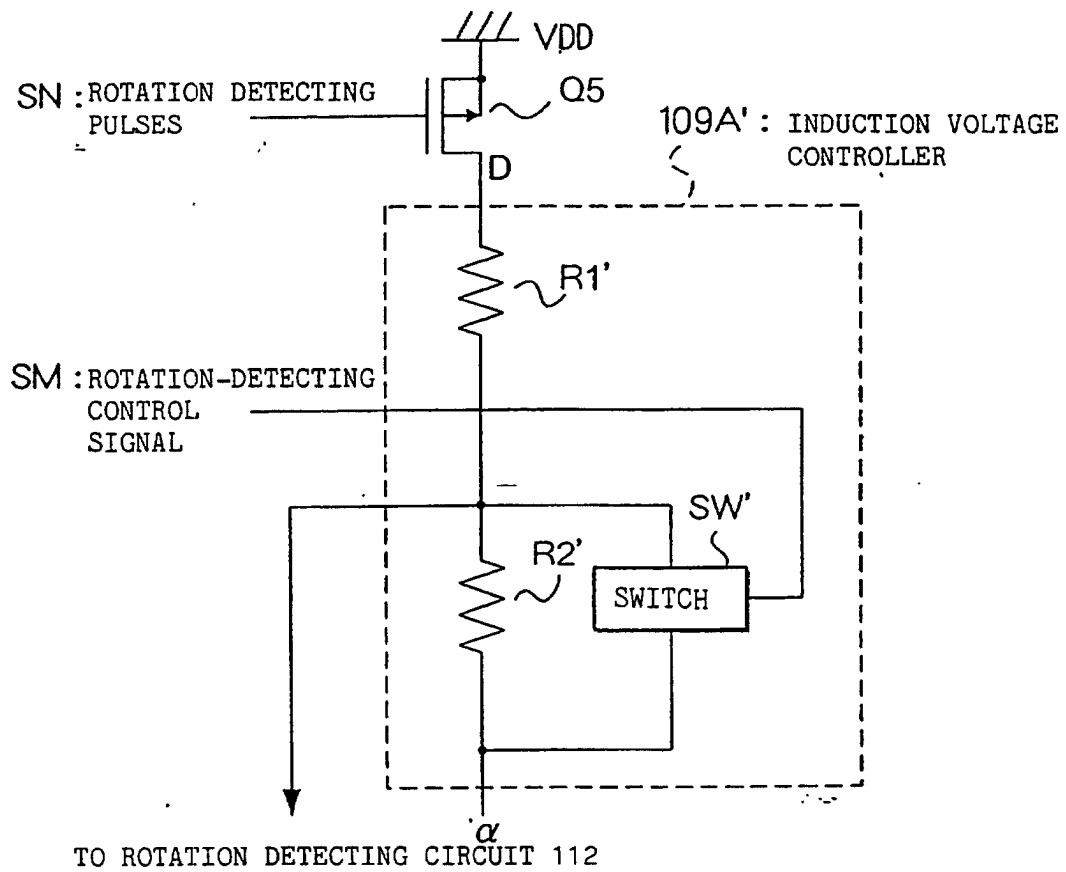 VDD
SN : ROTATION DETECTING
PULSES
Q5
109A' : INDUCTION VOLTAGE
CONTROLLER
D
R1'
SM : ROTATION-DETECTING
CONTROL
SIGNAL
SW'
R2'
SWITCH
α
TO ROTATION DETECTING CIRCUIT 112